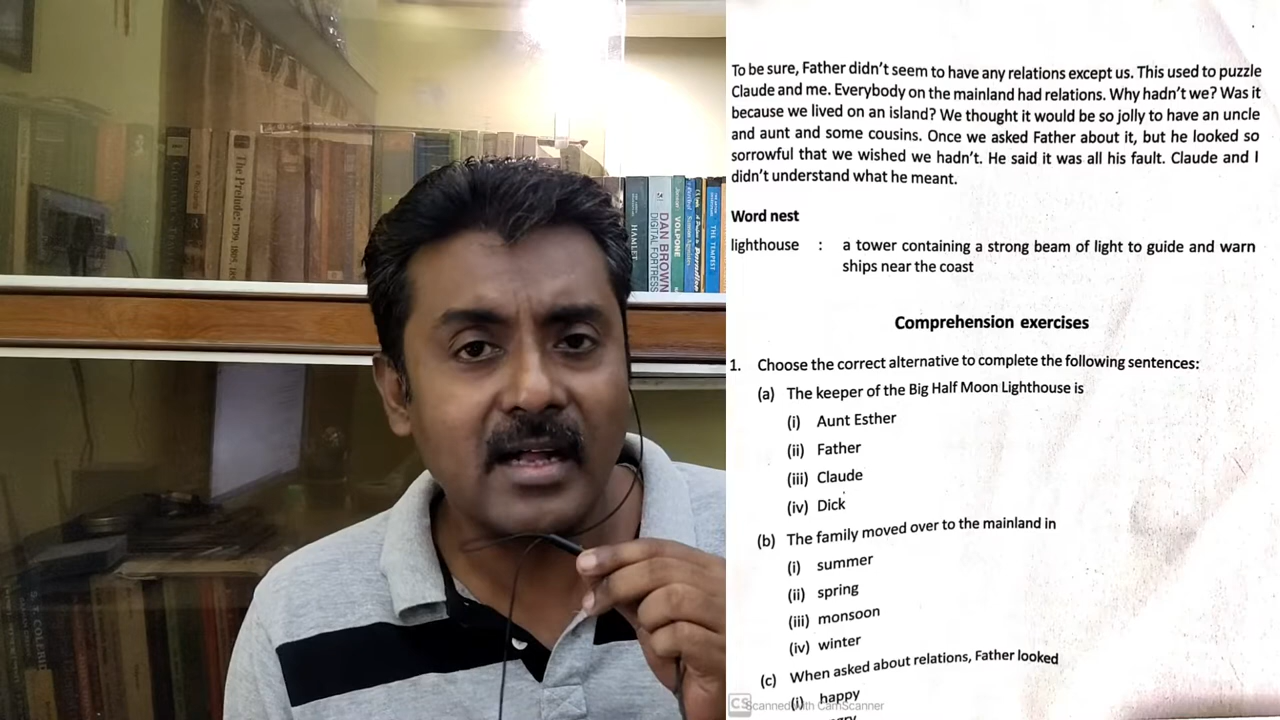 The Prelude: 1799, 1805, 185
HAMLET
DAN BROWN
DIGITAL FORTRESS
VOLPONE
THE TEMPEST
S. T. COLERID
To be sure, Father didn't seem to have any relations except us. This used to puzzle
Claude and me. Everybody on the mainland had relations. Why hadn't we? Was it
because we lived on an island? We thought it would be so jolly to have an uncle
and aunt and some cousins. Once we asked Father about it, but he looked so
sorrowful that we wished we hadn't. He said it was all his fault. Claude and I
didn't understand what he meant.
Word nest
lighthouse : a tower containing a strong beam of light to guide and warn
ships near the coast
Comprehension exercises
1. Choose the correct alternative to complete the following sentences:
(a) The keeper of the Big Half Moon Lighthouse is
(i) Aunt Esther
(ii) Father
(iii) Claude
(iv) Dick
(b) The family moved over to the mainland in
(i) summer
(ii) spring
(iii) monsoon
(iv) winter
(c) When asked about relations, Father looked
(i) happy
CS Scanned with CamScanner